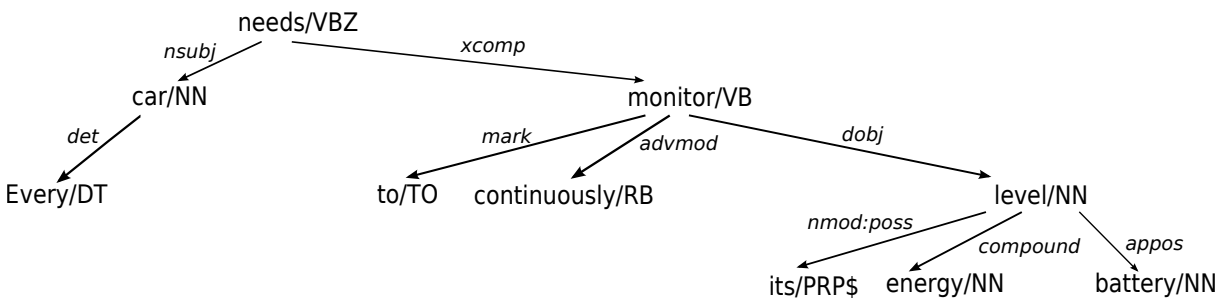 needs/VBZ
nsubj
xcomp
car/NN
monitor/VB
det
mark
advmod
dobj
Every/DT
to/TO
continuously/RB
level/NN
nmod:poss
compound
appos
its/PRP$
energy/NN
battery/NN